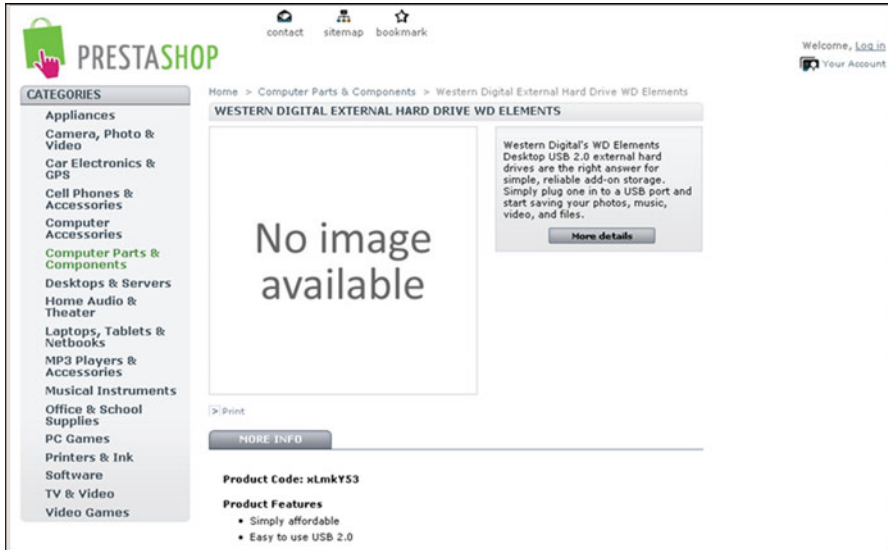 contact sitemap bookmark
PRESTASHOP
Welcome, Log in
Your Account
CATEGORIES
Appliances
Camera, Photo &
Video
Car Electronics &
GPS
Cell Phones &
Accessories
Computer
Accessories
Computer Parts &
Components
Desktops & Servers
Home Audio &
Theater
Laptops, Tablets &
Netbooks
MP3 Players &
Accessories
Musical Instruments
Office & School
Supplies
PC Games
Printers & Ink
Software
TV & Video
Video Games
Home > Computer Parts & Components > Western Digital External Hard Drive WD Elements
WESTERN DIGITAL EXTERNAL HARD DRIVE WD ELEMENTS
No image
available
Western Digital's WD Elements
Desktop USB 2.0 external hard
drives are the right answer for
simple, reliable add-on storage.
Simply plug one in to a USB port and
start saving your photos, music,
video, and files.
More details
> Print
MORE INFO
Product Code: xLmkY53
Product Features
• Simply affordable
• Easy to use USB 2.0